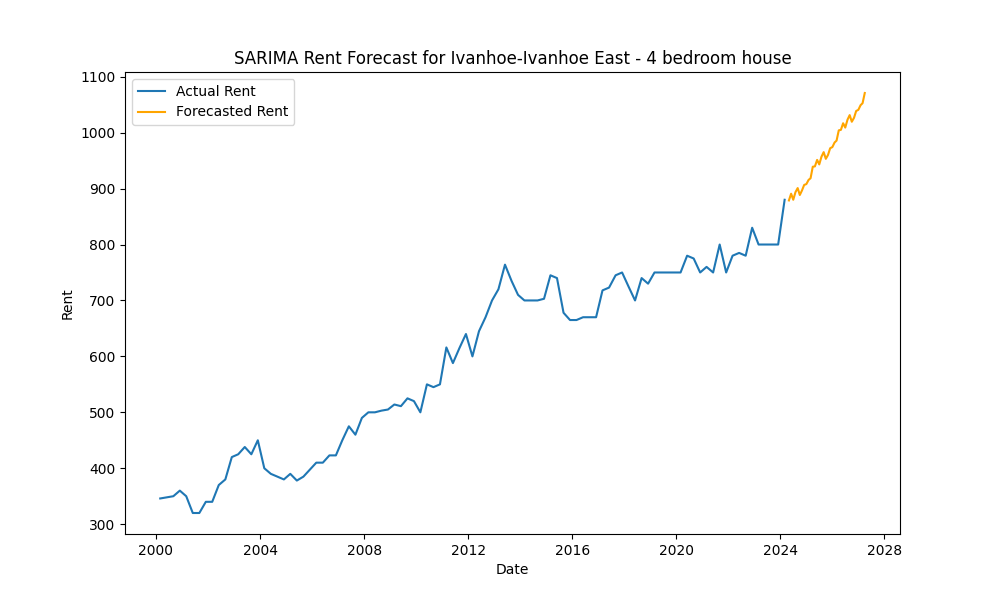 SARIMA Rent Forecast for Ivanhoe-Ivanhoe East - 4 bedroom house
Actual Rent
Forecasted Rent
Rent
1100
1000
900
800
700
600
500
400
300
2000 2004 2008 2012 2016 2020 2024 2028
Date